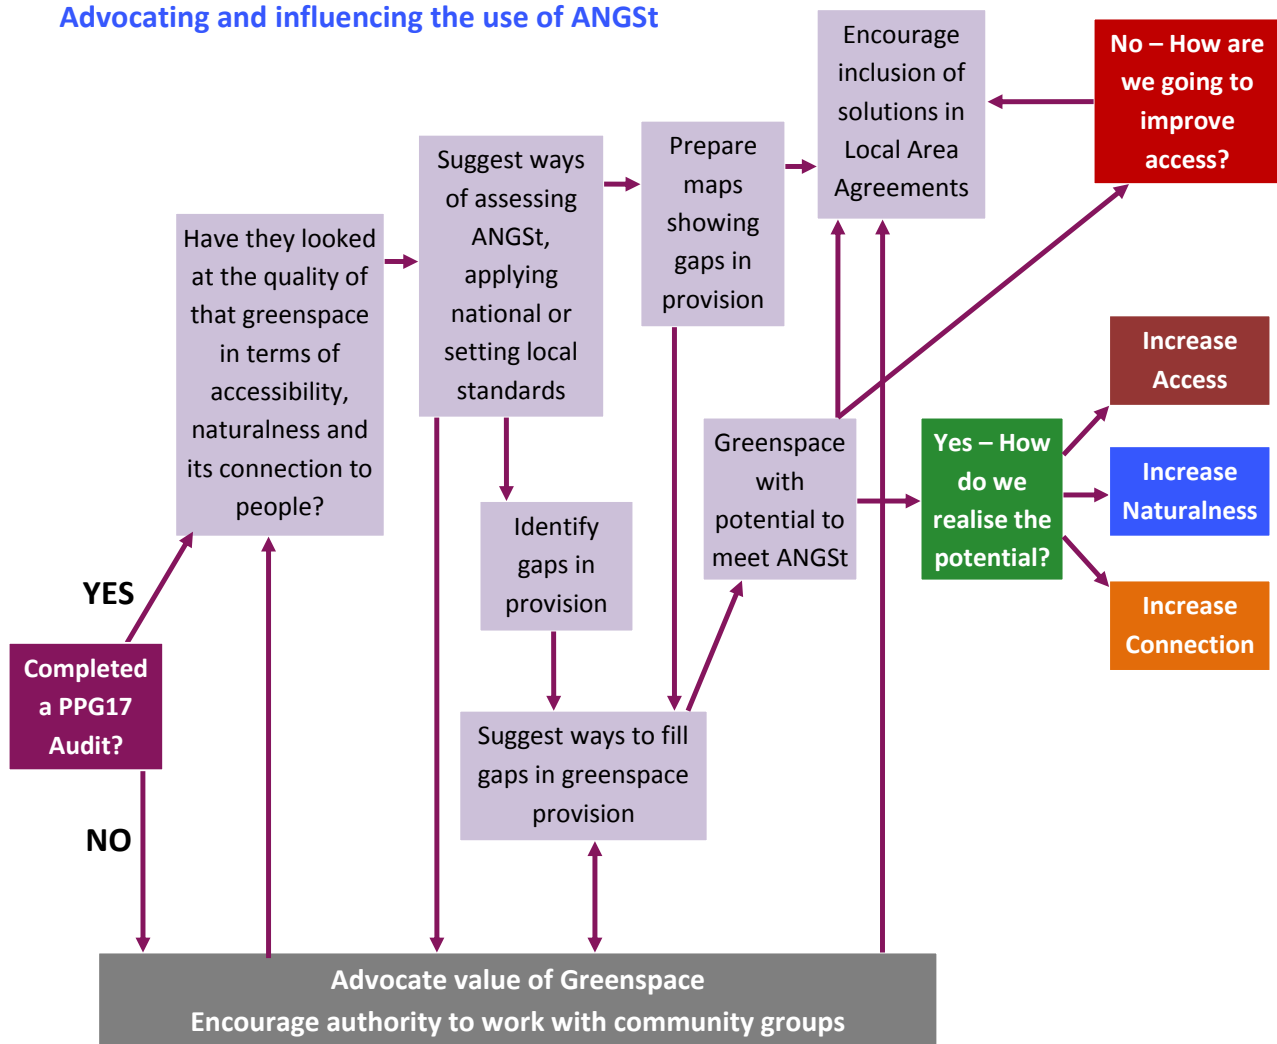 Advocating and influencing the use of ANGSt
Encourage
inclusion of
solutions in
Local Area
Agreements
No – How are
we going to
improve
access?
Prepare
maps
showing
gaps in
provision
Suggest ways
of assessing
ANGSt,
applying
national or
setting local
standards
Have they looked
at the quality of
that greenspace
in terms of
accessibility,
naturalness and
its connection to
people?
Increase
Access
Greenspace
with
potential to
meet ANGSt
Yes – How
do we
realise the
potential?
Increase
Naturalness
Identify
gaps in
provision
YES
Increase
Connection
Completed
a PPG17
Audit?
Suggest ways to fill
gaps in greenspace
provision
NO
Advocate value of Greenspace
Encourage authority to work with community groups